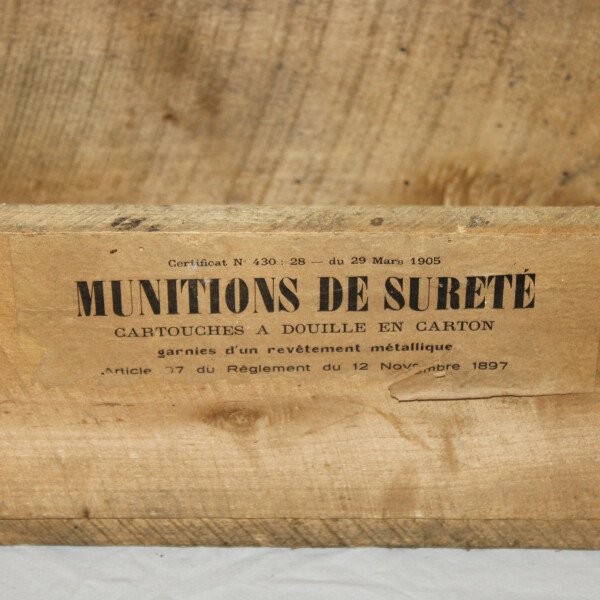 Certificat N° 430 : 28 — du 29 Mars 1905
MUNITIONS DE SURETÉ
CARTOUCHES A DOUILLE EN CARTON
garnies d'un revêtement métallique
Article du Règlement du 12 Novembre 1897